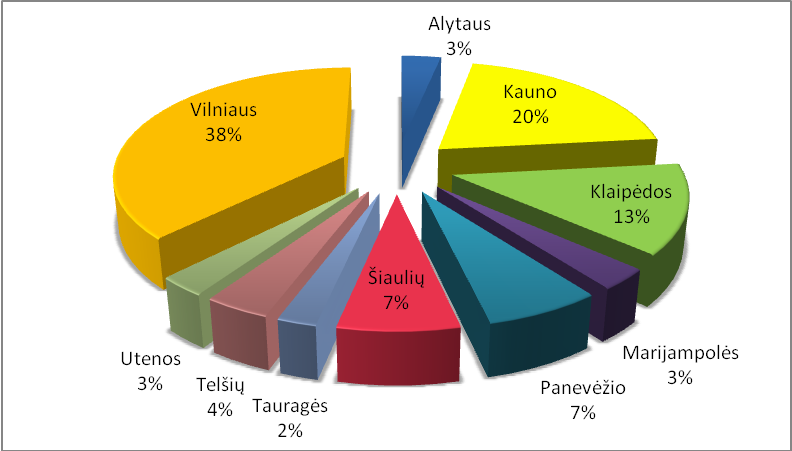 Alytaus
3%
Kauno
20%
Klaipėdos
13%
Marijampolės
3%
Panevėžio
7%
Šiaulių
7%
Tauragės
2%
Telšių
4%
Utenos
3%
Vilniaus
38%